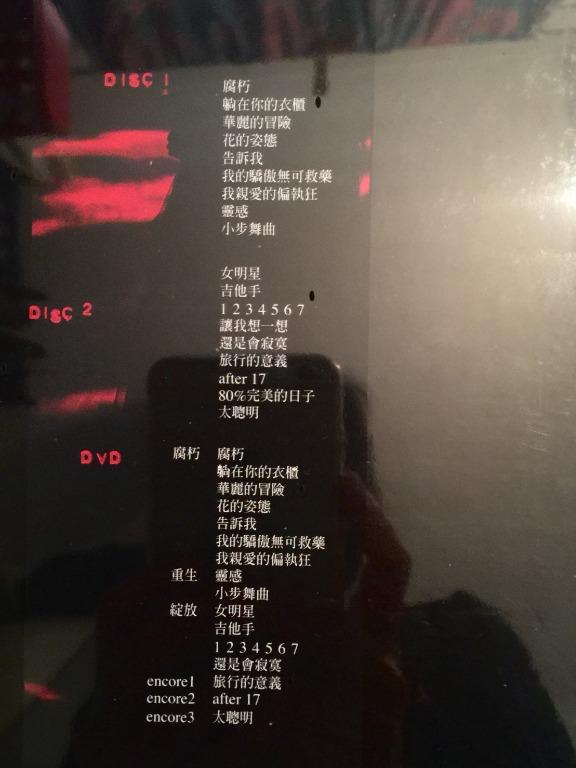 DISC 1
腐朽
躺在你的衣櫃
華麗的冒險
花的姿態
告訴我
我的驕傲無可救藥
我親愛的偏執狂
靈感
小步舞曲
DISC 2
女明星
吉他手
1 2 3 4 5 6 7
讓我想一想
還是會寂寞
旅行的意義
after 17
80%完美的日子
太聰明
DVD
腐朽 腐朽
躺在你的衣櫃
華麗的冒險
花的姿態
告訴我
我的驕傲無可救藥
我親愛的偏執狂
重生 靈感
小步舞曲
綻放 女明星
吉他手
1 2 3 4 5 6 7
還是會寂寞
encore1 旅行的意義
encore2 after 17
encore3 太聰明